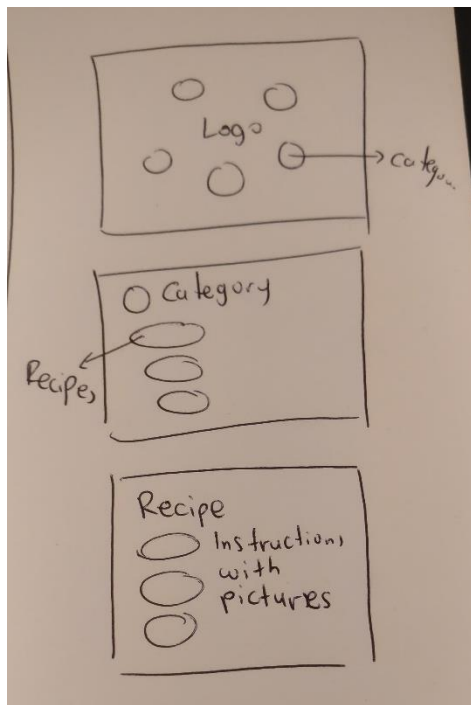 Logo
Category
Recipes
Recipe
Instructions
with
pictures